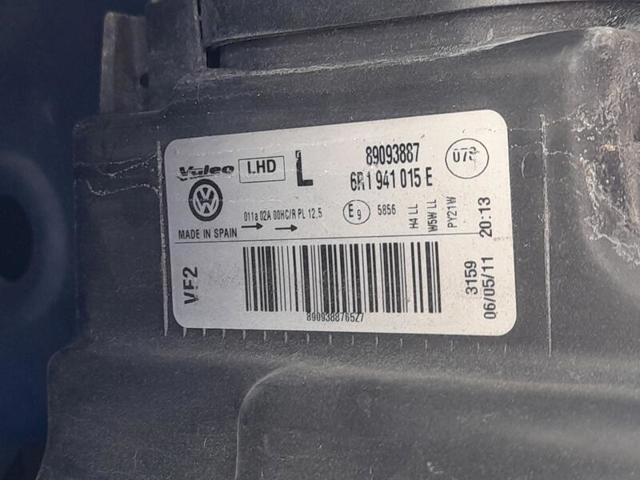 Valeo
LHD
L
89093887
6R1 941 015 E
078
MADE IN SPAIN
011a 02A 00HC/R PL 12.5
E9
5856
H4 LL
W5W LL
PY21W
VF2
890938876527
3159
06/05/11 20:13